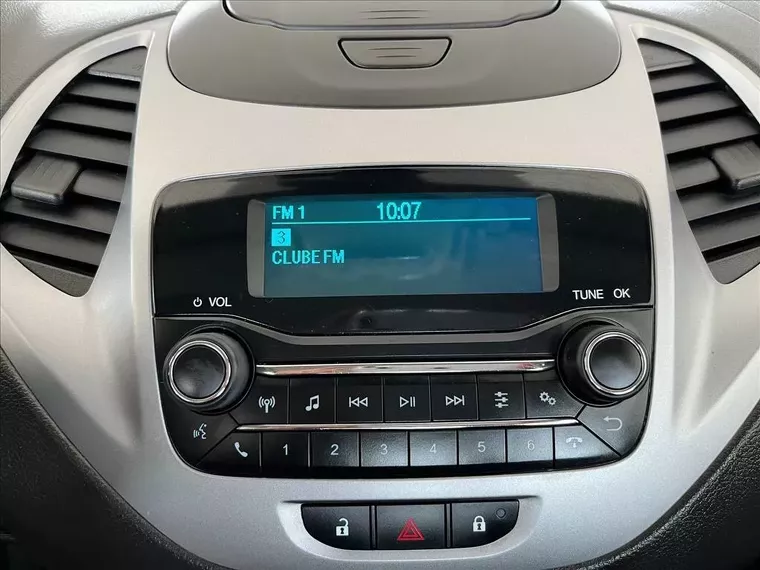 FM 1 10:07
3
CLUBE FM
VOL TUNE OK
1 2 3 4 5 6